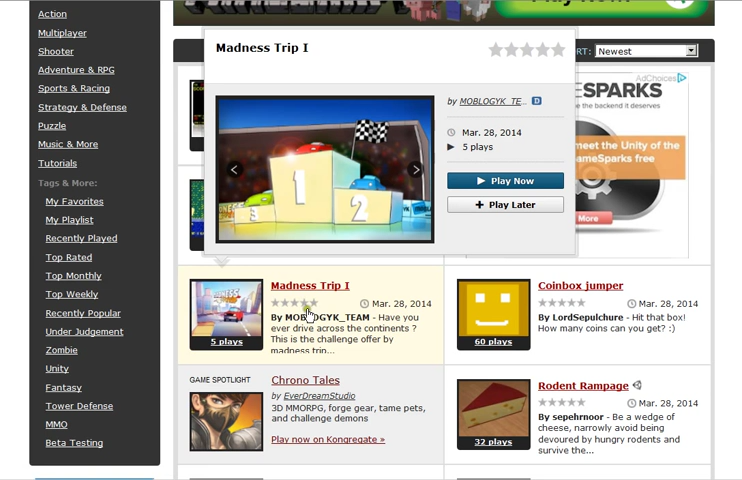 Action
Multiplayer
Shooter
Adventure & RPG
Sports & Racing
Strategy & Defense
Puzzle
Music & More
Tutorials
Tags & More:
My Favorites
My Playlist
Recently Played
Top Rated
Top Monthly
Top Weekly
Recently Popular
Under Judgement
Zombie
Unity
Fantasy
Tower Defense
MMO
Beta Testing
Madness Trip I
by MOBLOGYK_TE... D
Mar. 28, 2014
5 plays
Play Now
Play Later
1
2
3
RT: Newest
AdChoices
ESPARKS
e the backend it deserves
meet the Unity of the
GameSparks free
More
Madness Trip I
Mar. 28, 2014
By MOBLOGYK_TEAM - Have you
ever drive across the continents ?
This is the challenge offer by
madness trip...
5 plays
Coinbox jumper
Mar. 28, 2014
By LordSepulchure - Hit that box!
How many coins can you get? :)
60 plays
GAME SPOTLIGHT
Chrono Tales
by EverDreamStudio
3D MMORPG, forge gear, tame pets,
and challenge demons
Play now on Kongregate »
Rodent Rampage
Mar. 28, 2014
By sepehrnoor - Be a wedge of
cheese, narrowly avoid being
devoured by hungry rodents and
survive the...
32 plays